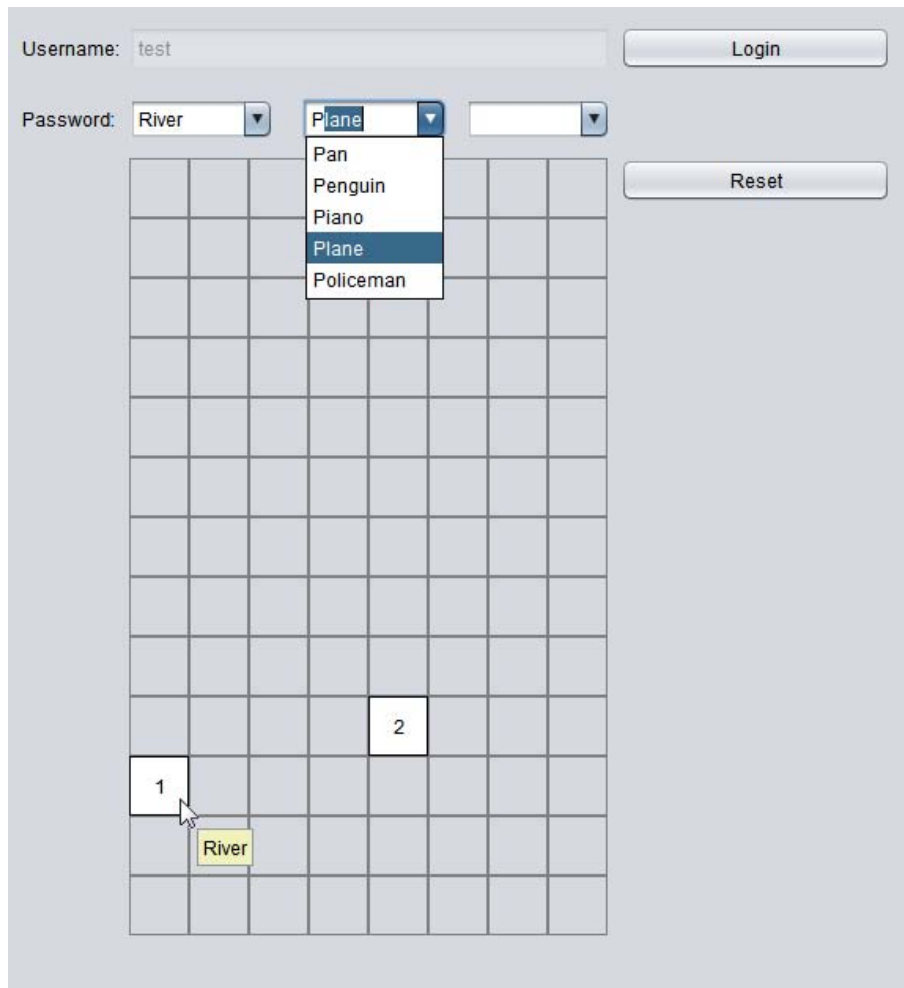 Username: test Login
Password: River Plane
Pan
Reset
Penguin
Piano
Plane
Policeman
2
1
River